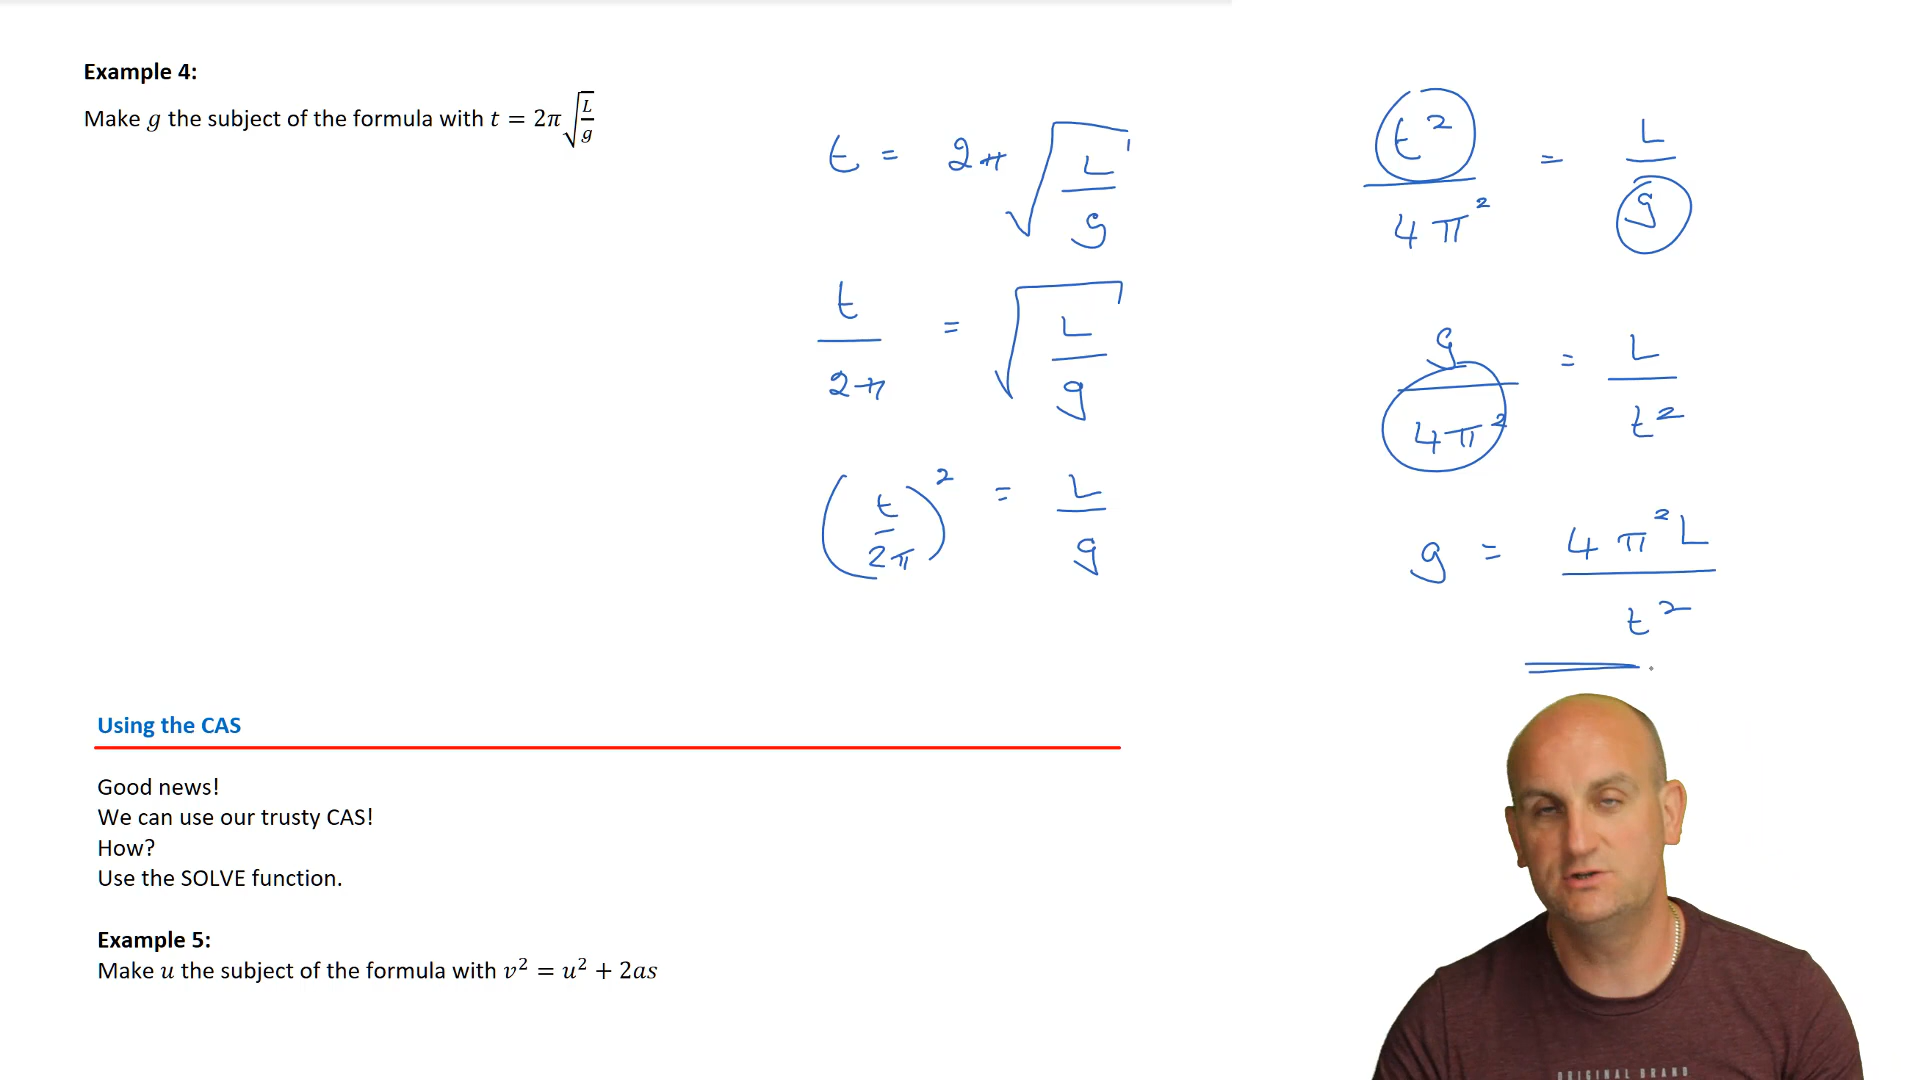 Example 4:
Make g the subject of the formula with t = 2π√(L/g)
t = 2π√(L/g)
t/2π = √(L/g)
(t/2π)² = L/g
t²/4π² = L/g
g/4π² = L/t²
g = 4π²L/t²
Using the CAS
Good news!
We can use our trusty CAS!
How?
Use the SOLVE function.
Example 5:
Make u the subject of the formula with v² = u² + 2as
ORIGINAL BRAND